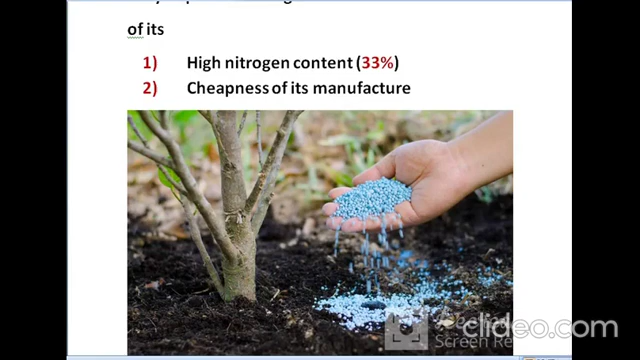 of its
1) High nitrogen content (33%)
2) Cheapness of its manufacture
clideo.com
Screen Re